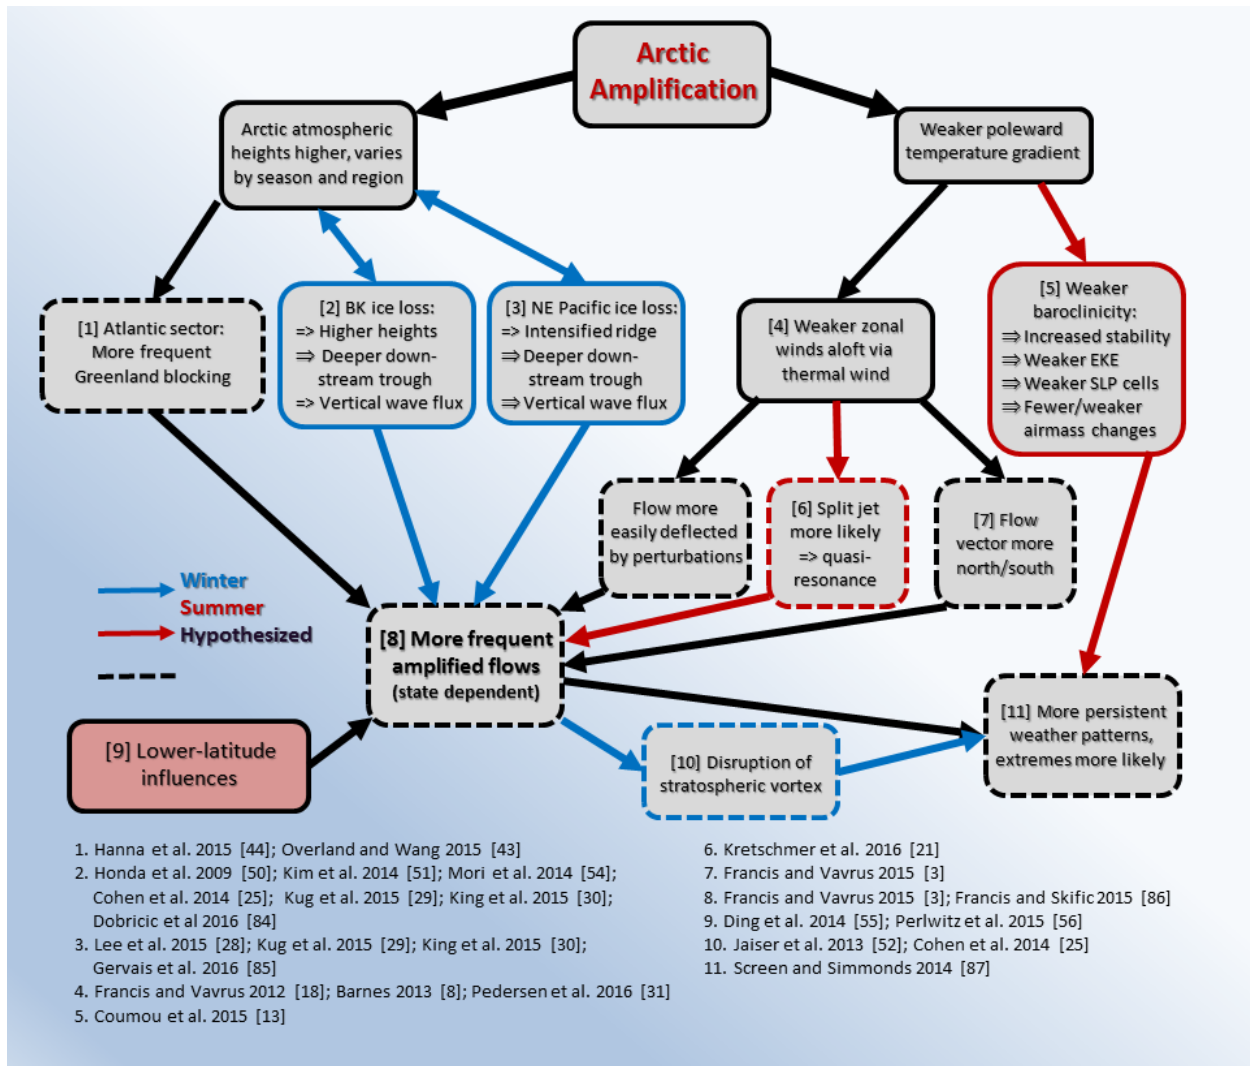 Arctic
Amplification
Arctic atmospheric
heights higher, varies
by season and region
Weaker poleward
temperature gradient
[1] Atlantic sector:
More frequent
Greenland blocking
[2] BK ice loss:
=> Higher heights
⇒ Deeper down-
stream trough
=> Vertical wave flux
[3] NE Pacific ice loss:
=> Intensified ridge
⇒ Deeper down-
stream trough
⇒ Vertical wave flux
[4] Weaker zonal
winds aloft via
thermal wind
[5] Weaker
baroclinicity:
⇒ Increased stability
⇒ Weaker EKE
⇒ Weaker SLP cells
⇒ Fewer/weaker
airmass changes
Flow more
easily deflected
by perturbations
[6] Split jet
more likely
=> quasi-
resonance
[7] Flow
vector more
north/south
Winter
Summer
Hypothesized
[8] More frequent
amplified flows
(state dependent)
[9] Lower-latitude
influences
[10] Disruption of
stratospheric vortex
[11] More persistent
weather patterns,
extremes more likely
1. Hanna et al. 2015 [44]; Overland and Wang 2015 [43]
2. Honda et al. 2009 [50]; Kim et al. 2014 [51]; Mori et al. 2014 [54];
Cohen et al. 2014 [25]; Kug et al. 2015 [29]; King et al. 2015 [30];
Dobricic et al 2016 [84]
3. Lee et al. 2015 [28]; Kug et al. 2015 [29]; King et al. 2015 [30];
Gervais et al. 2016 [85]
4. Francis and Vavrus 2012 [18]; Barnes 2013 [8]; Pedersen et al. 2016 [31]
5. Coumou et al. 2015 [13]
6. Kretschmer et al. 2016 [21]
7. Francis and Vavrus 2015 [3]
8. Francis and Vavrus 2015 [3]; Francis and Skific 2015 [86]
9. Ding et al. 2014 [55]; Perlwitz et al. 2015 [56]
10. Jaiser et al. 2013 [52]; Cohen et al. 2014 [25]
11. Screen and Simmonds 2014 [87]